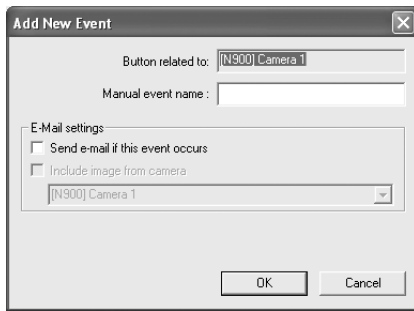 Add New Event
Button related to: [N900] Camera 1
Manual event name :
E-Mail settings
Send e-mail if this event occurs
Include image from camera
[N900] Camera 1
OK Cancel